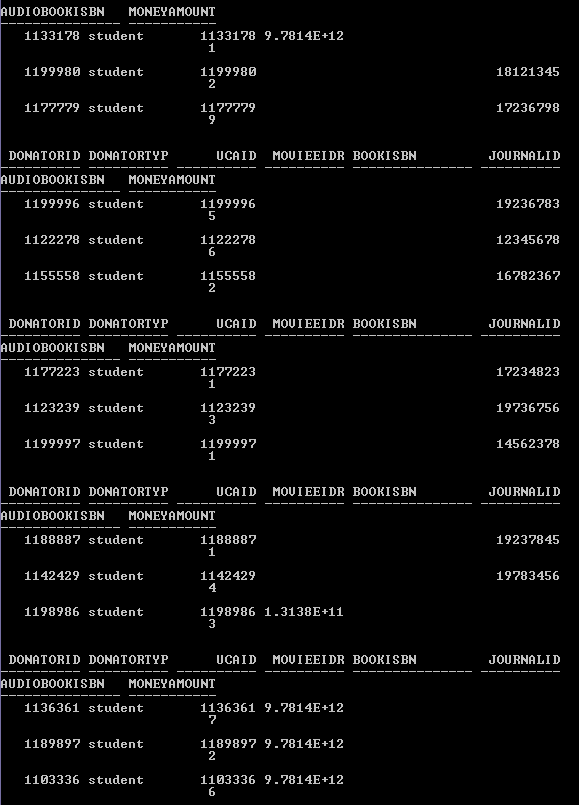 AUDIOBOOKISBN MONEYAMOUNT
1133178 student 1133178 9.7814E+12
1
1199980 student 1199980 18121345
2
1177779 student 1177779 17236798
9
DONATORID DONATORTYP UCAID MOVIEEIDR BOOKISBN JOURNALID
AUDIOBOOKISBN MONEYAMOUNT
1199996 student 1199996 19236783
5
1122278 student 1122278 12345678
6
1155558 student 1155558 16782367
2
DONATORID DONATORTYP UCAID MOVIEEIDR BOOKISBN JOURNALID
AUDIOBOOKISBN MONEYAMOUNT
1177223 student 1177223 17234823
1
1123239 student 1123239 19736756
3
1199997 student 1199997 14562378
1
DONATORID DONATORTYP UCAID MOVIEEIDR BOOKISBN JOURNALID
AUDIOBOOKISBN MONEYAMOUNT
1188887 student 1188887 19237845
1
1142429 student 1142429 19783456
4
1198986 student 1198986 1.3138E+11
3
DONATORID DONATORTYP UCAID MOVIEEIDR BOOKISBN JOURNALID
AUDIOBOOKISBN MONEYAMOUNT
1136361 student 1136361 9.7814E+12
7
1189897 student 1189897 9.7814E+12
2
1103336 student 1103336 9.7814E+12
6